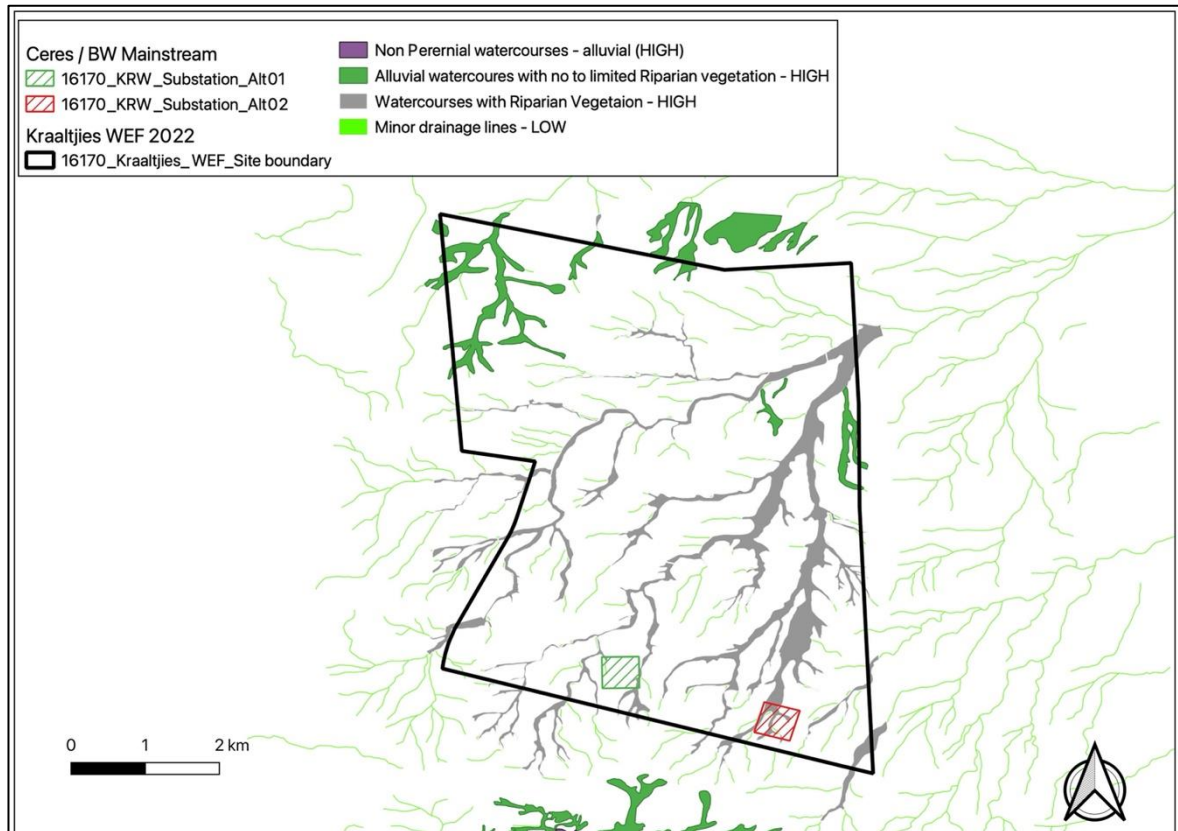 Ceres / BW Mainstream
16170_KRW_Substation_Alt01
16170_KRW_Substation_Alt02
Kraaltjies WEF 2022
16170_Kraaltjies_WEF_Site boundary
Non Perernial watercourses - alluvial (HIGH)
Alluvial watercoures with no to limited Riparian vegetation - HIGH
Watercourses with Riparian Vegetaion - HIGH
Minor drainage lines - LOW
0 1 2 km